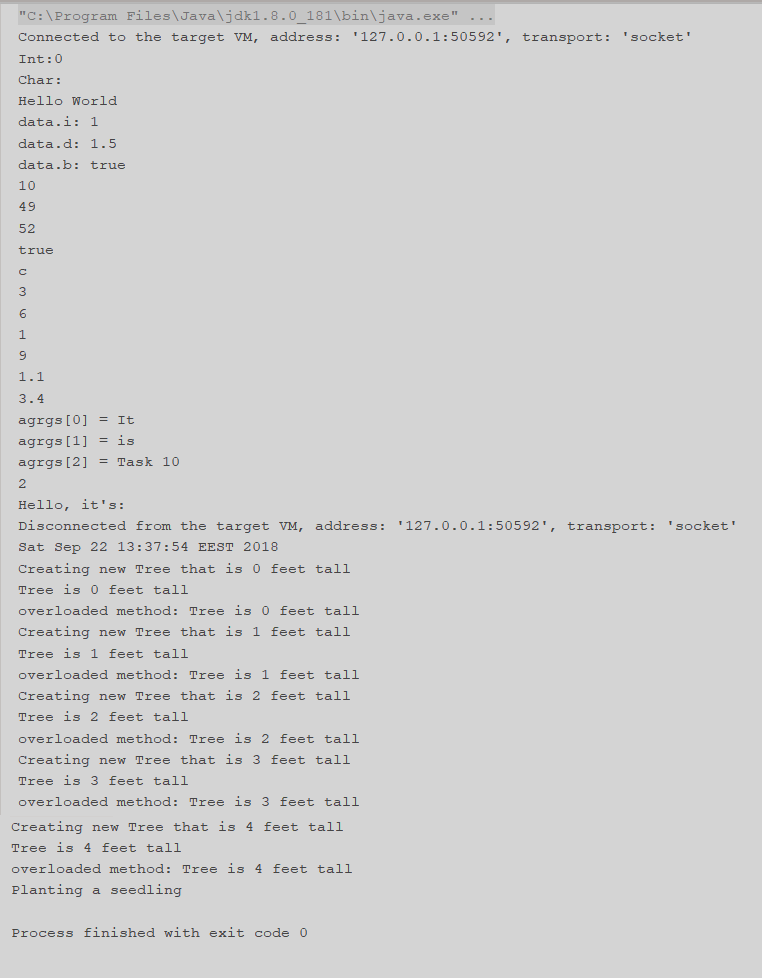 "C:\Program Files\Java\jdk1.8.0_181\bin\java.exe" ...
Connected to the target VM, address: '127.0.0.1:50592', transport: 'socket'
Int:0
Char:
Hello World
data.i: 1
data.d: 1.5
data.b: true
10
49
52
true
c
3
6
1
9
1.1
3.4
agrgs[0] = It
agrgs[1] = is
agrgs[2] = Task 10
2
Hello, it's:
Disconnected from the target VM, address: '127.0.0.1:50592', transport: 'socket'
Sat Sep 22 13:37:54 EEST 2018
Creating new Tree that is 0 feet tall
Tree is 0 feet tall
overloaded method: Tree is 0 feet tall
Creating new Tree that is 1 feet tall
Tree is 1 feet tall
overloaded method: Tree is 1 feet tall
Creating new Tree that is 2 feet tall
Tree is 2 feet tall
overloaded method: Tree is 2 feet tall
Creating new Tree that is 3 feet tall
Tree is 3 feet tall
overloaded method: Tree is 3 feet tall
Creating new Tree that is 4 feet tall
Tree is 4 feet tall
overloaded method: Tree is 4 feet tall
Planting a seedling
Process finished with exit code 0